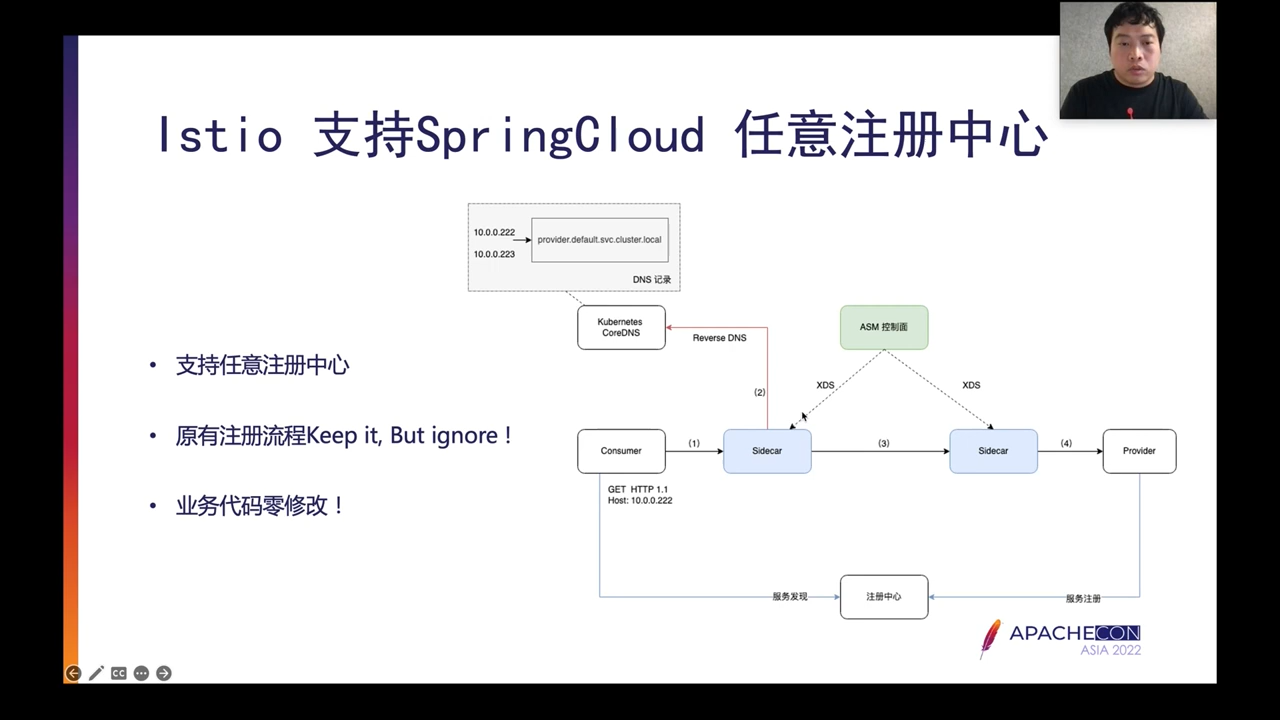 Istio 支持SpringCloud 任意注册中心
10.0.0.222
10.0.0.223
provider.default.svc.cluster.local
DNS 记录
Kubernetes
CoreDNS
Reverse DNS
ASM 控制面
• 支持任意注册中心
XDS
XDS
(2)
• 原有注册流程Keep it, But ignore！
Consumer
(1)
Sidecar
(3)
Sidecar
(4)
Provider
GET HTTP 1.1
Host: 10.0.0.222
• 业务代码零修改！
服务发现
注册中心
服务注册
APACHECON
ASIA 2022
CC